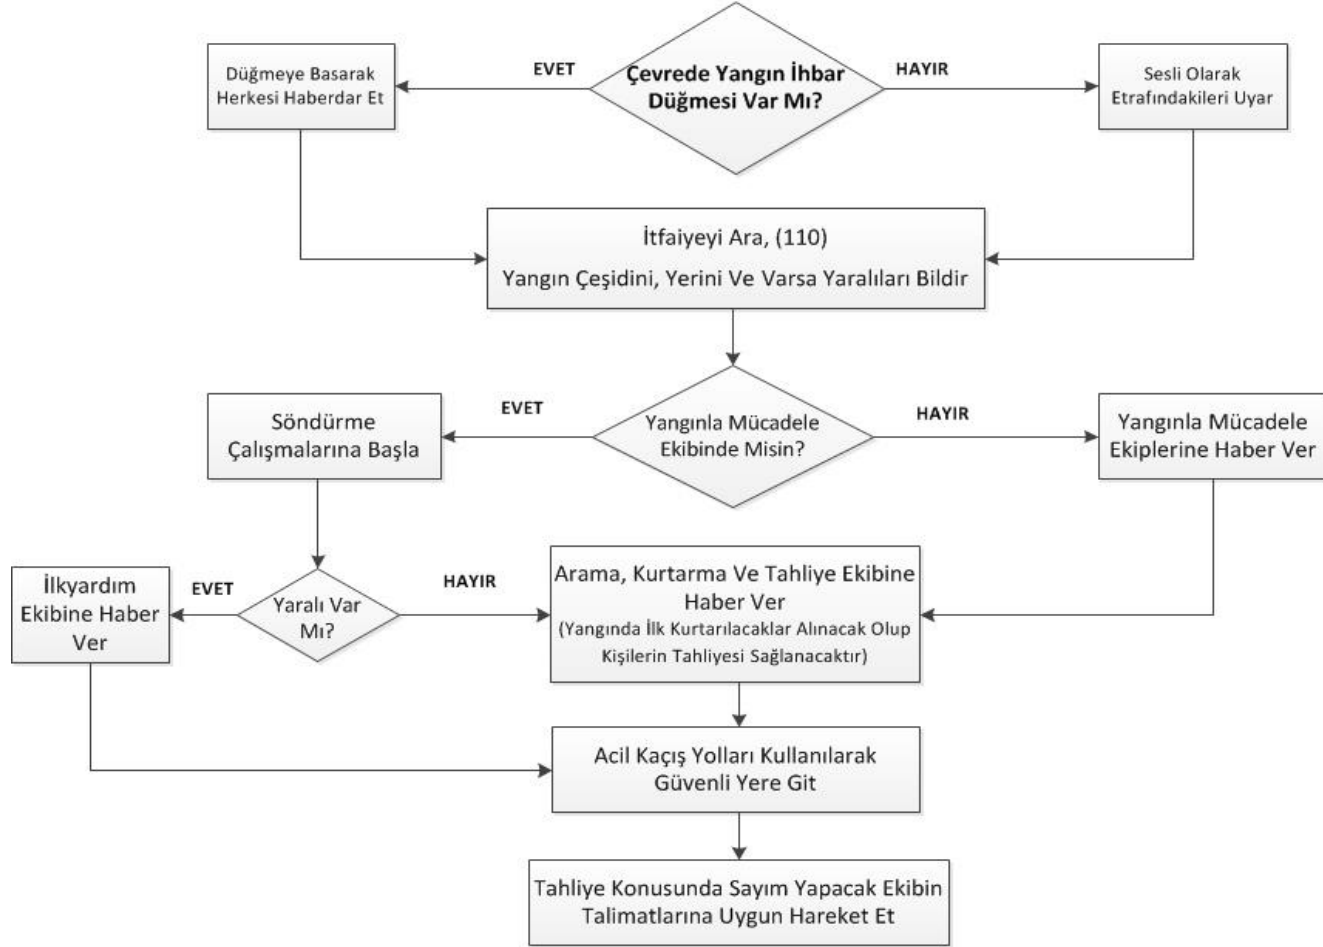 Çevrede Yangın İhbar
Düğmesi Var Mı?
EVET
HAYIR
Düğmeye Basarak
Herkesi Haberdar Et
Sesli Olarak
Etrafındakileri Uyar
İtfaiyeyi Ara, (110)
Yangın Çeşidini, Yerini Ve Varsa Yaralıları Bildir
Yangınla Mücadele
Ekibinde Misin?
EVET
HAYIR
Söndürme
Çalışmalarına Başla
Yangınla Mücadele
Ekiplerine Haber Ver
Yaralı Var
Mı?
EVET
HAYIR
İlkyardım
Ekibine Haber
Ver
Arama, Kurtarma Ve Tahliye Ekibine
Haber Ver
(Yangında İlk Kurtarılacaklar Alınacak Olup
Kişilerin Tahliyesi Sağlanacaktır)
Acil Kaçış Yolları Kullanılarak
Güvenli Yere Git
Tahliye Konusunda Sayım Yapacak Ekibin
Talimatlarına Uygun Hareket Et